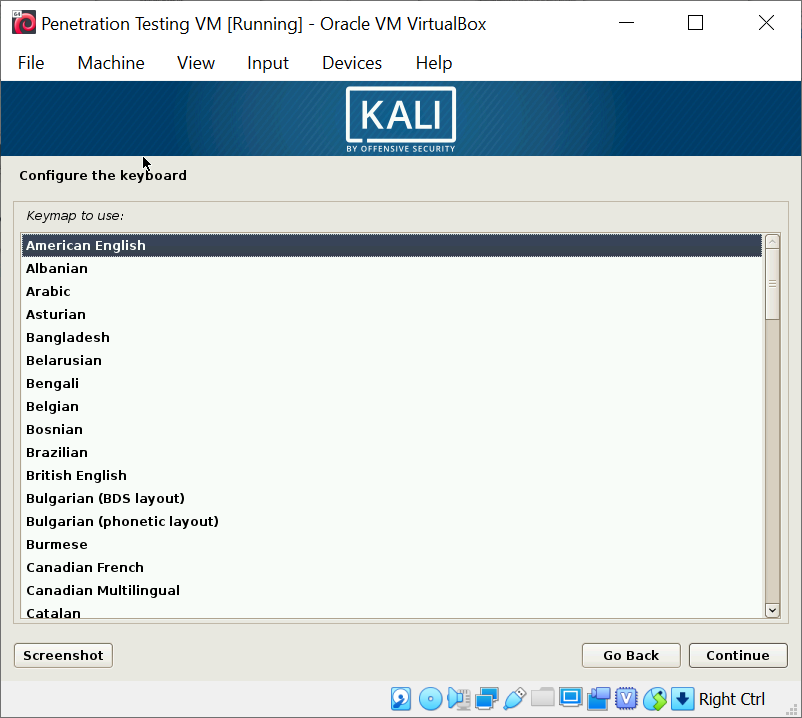 Penetration Testing VM [Running] - Oracle VM VirtualBox
File Machine View Input Devices Help
KALI
BY OFFENSIVE SECURITY
Configure the keyboard
Keymap to use:
American English
Albanian
Arabic
Asturian
Bangladesh
Belarusian
Bengali
Belgian
Bosnian
Brazilian
British English
Bulgarian (BDS layout)
Bulgarian (phonetic layout)
Burmese
Canadian French
Canadian Multilingual
Catalan
Screenshot Go Back Continue
Right Ctrl